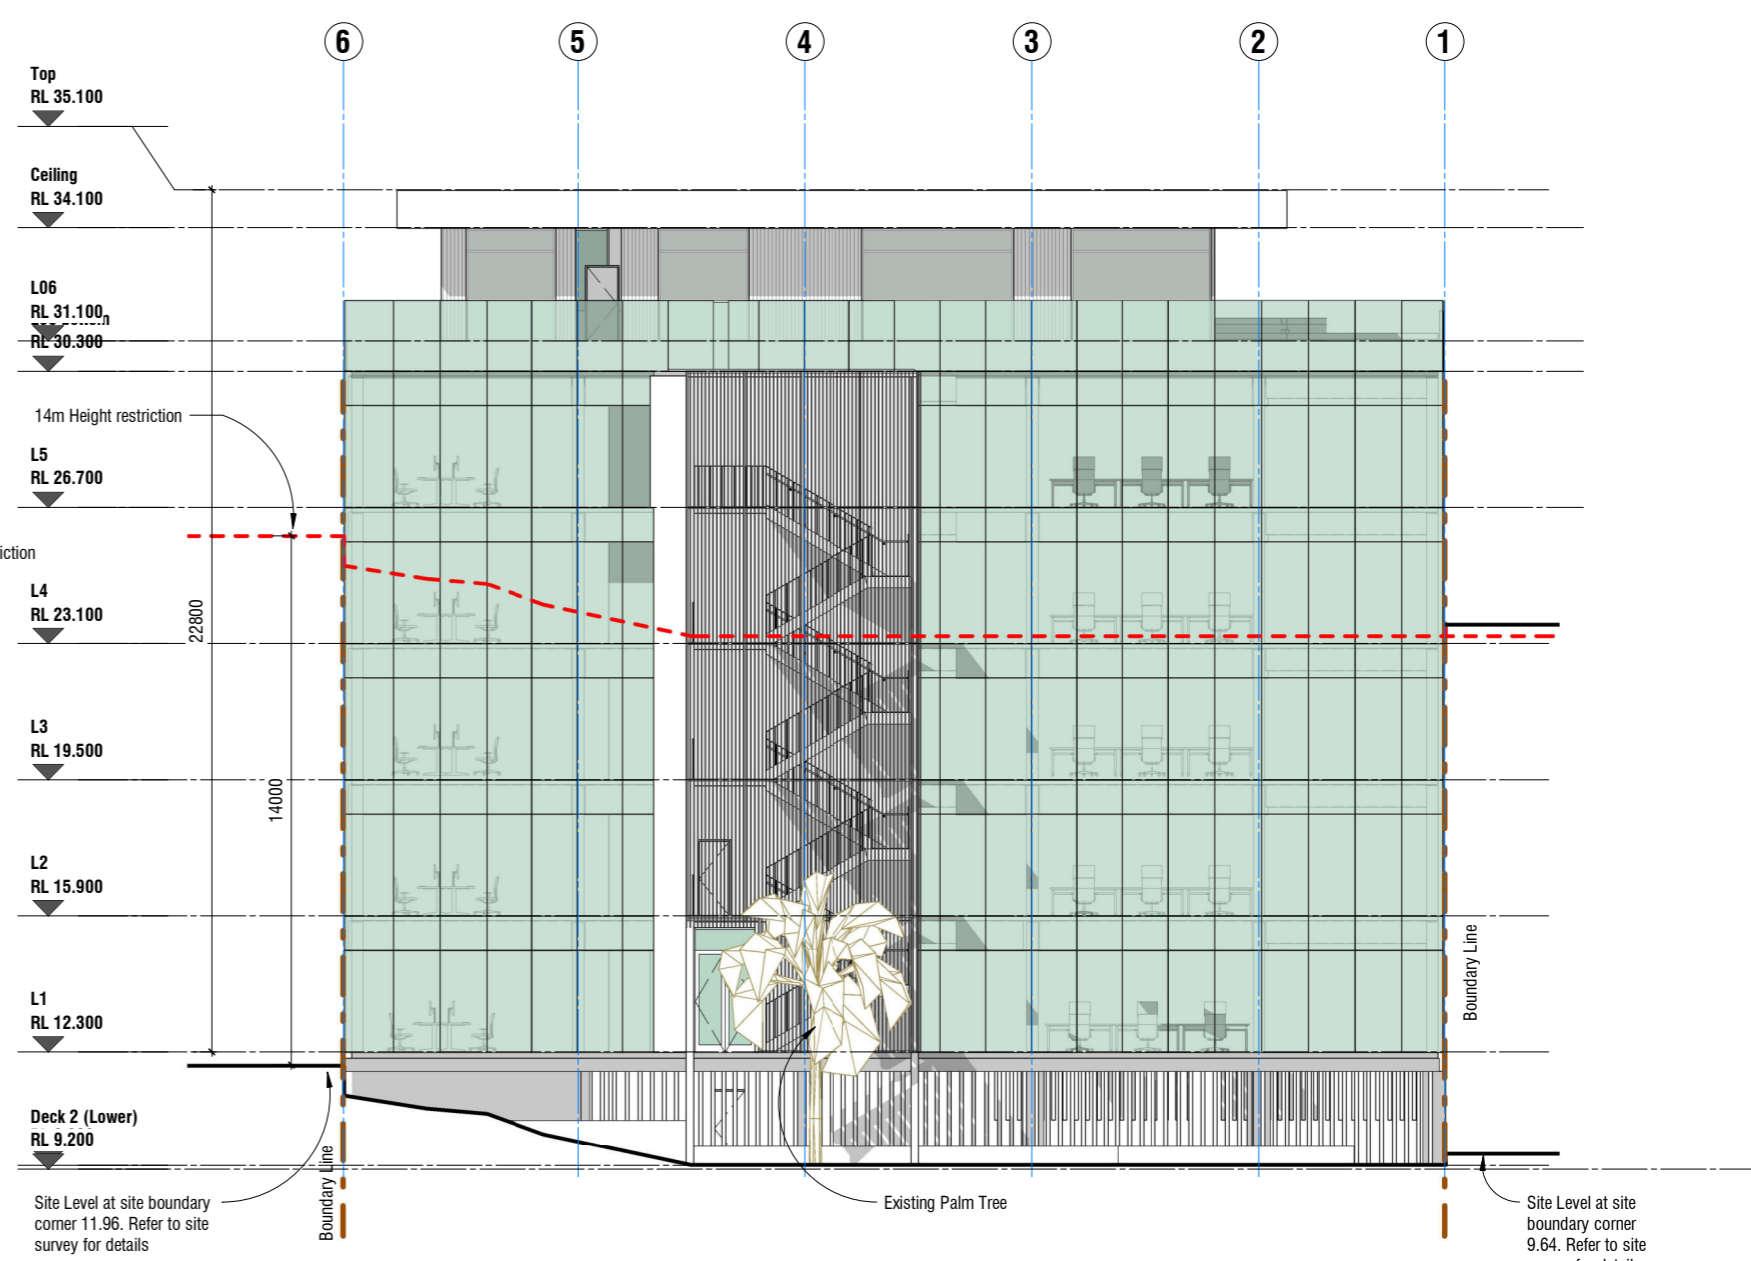 6
5
4
3
2
1
Top
RL 35.100
Ceiling
RL 34.100
L06
RL 31.100
RL 30.300
14m Height restriction
L5
RL 26.700
iction
L4
RL 23.100
22800
L3
RL 19.500
14000
L2
RL 15.900
L1
RL 12.300
Boundary Line
Deck 2 (Lower)
RL 9.200
Boundary Line
Site Level at site boundary
corner 11.96. Refer to site
survey for details
Existing Palm Tree
Site Level at site
boundary corner
9.64. Refer to site